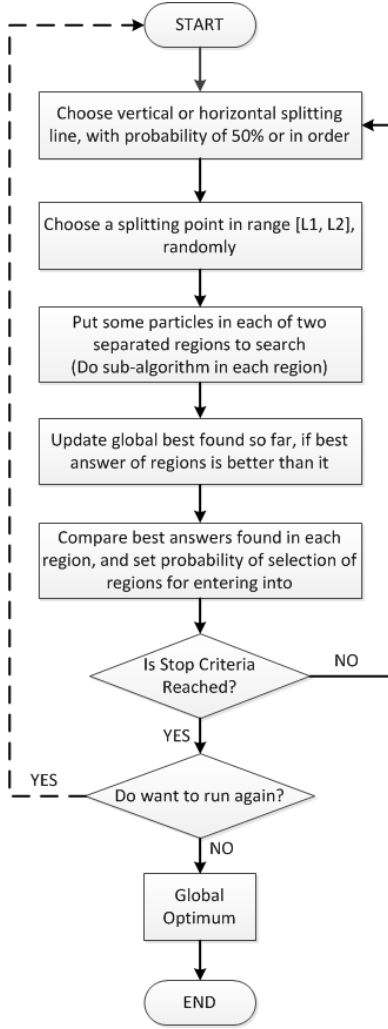 START
Choose vertical or horizontal splitting
line, with probability of 50% or in order
Choose a splitting point in range [L1, L2],
randomly
Put some particles in each of two
separated regions to search
(Do sub-algorithm in each region)
Update global best found so far, if best
answer of regions is better than it
Compare best answers found in each
region, and set probability of selection of
regions for entering into
Is Stop Criteria
Reached?
NO
YES
Do want to run again?
YES
NO
Global
Optimum
END